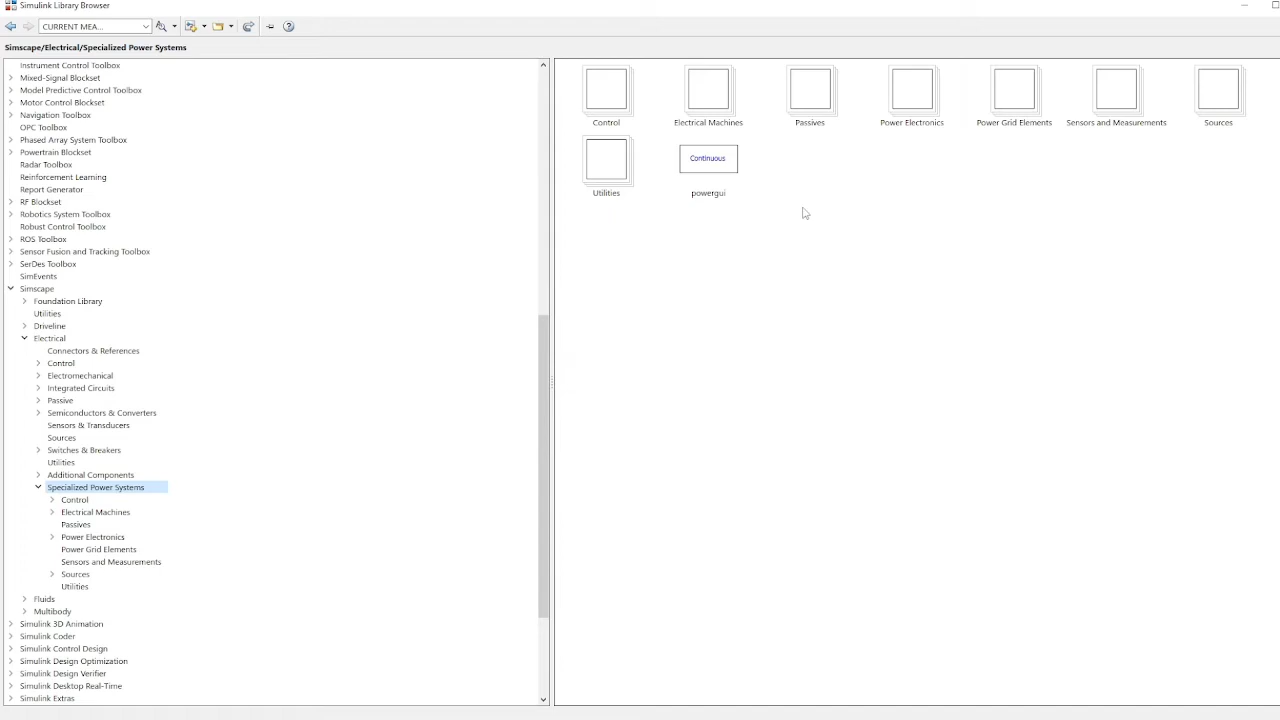 Simulink Library Browser
CURRENT MEA...
Simscape/Electrical/Specialized Power Systems
Instrument Control Toolbox
Mixed-Signal Blockset
Model Predictive Control Toolbox
Motor Control Blockset
Navigation Toolbox
OPC Toolbox
Phased Array System Toolbox
Powertrain Blockset
Radar Toolbox
Reinforcement Learning
Report Generator
RF Blockset
Robotics System Toolbox
Robust Control Toolbox
ROS Toolbox
Sensor Fusion and Tracking Toolbox
SerDes Toolbox
SimEvents
Simscape
Foundation Library
Utilities
Driveline
Electrical
Connectors & References
Control
Electromechanical
Integrated Circuits
Passive
Semiconductors & Converters
Sensors & Transducers
Sources
Switches & Breakers
Utilities
Additional Components
Specialized Power Systems
Control
Electrical Machines
Passives
Power Electronics
Power Grid Elements
Sensors and Measurements
Sources
Utilities
Fluids
Multibody
Simulink 3D Animation
Simulink Coder
Simulink Control Design
Simulink Design Optimization
Simulink Design Verifier
Simulink Desktop Real-Time
Simulink Extras
Control Electrical Machines Passives Power Electronics Power Grid Elements Sensors and Measurements Sources
Continuous
Utilities powergui